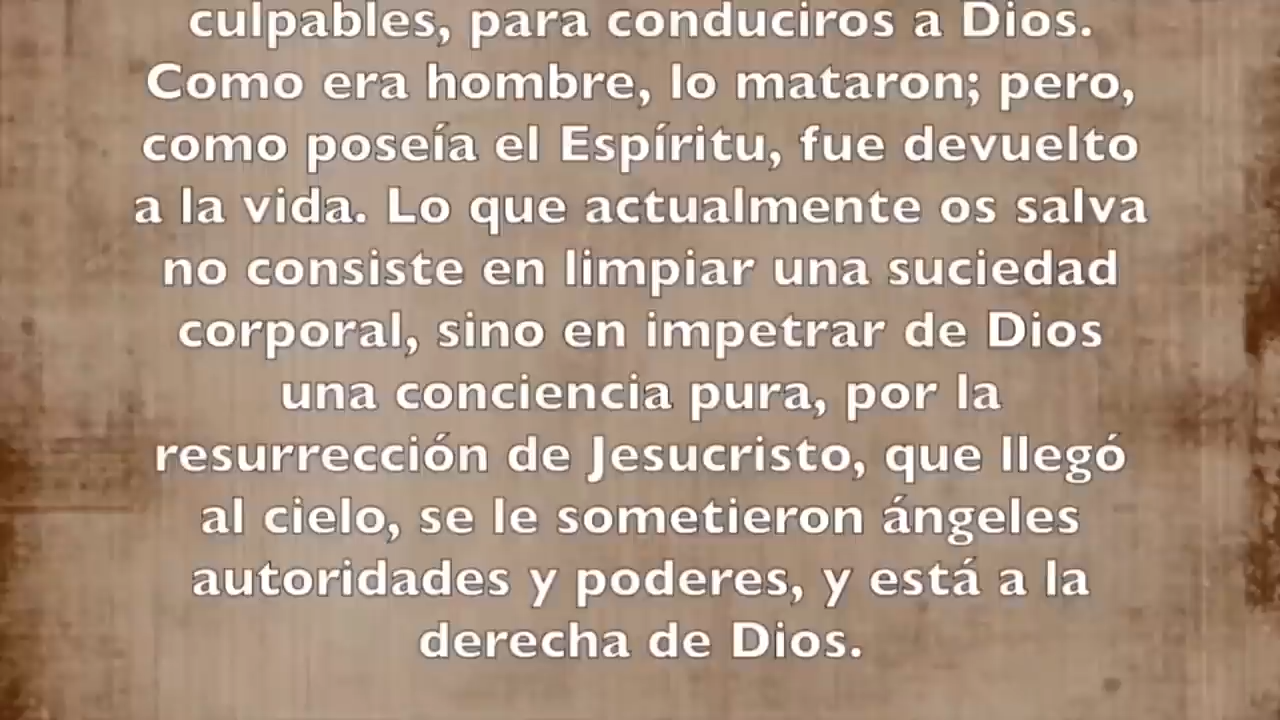 culpables, para conduciros a Dios.
Como era hombre, lo mataron; pero,
como poseía el Espíritu, fue devuelto
a la vida. Lo que actualmente os salva
no consiste en limpiar una suciedad
corporal, sino en impetrar de Dios
una conciencia pura, por la
resurrección de Jesucristo, que llegó
al cielo, se le sometieron ángeles
autoridades y poderes, y está a la
derecha de Dios.